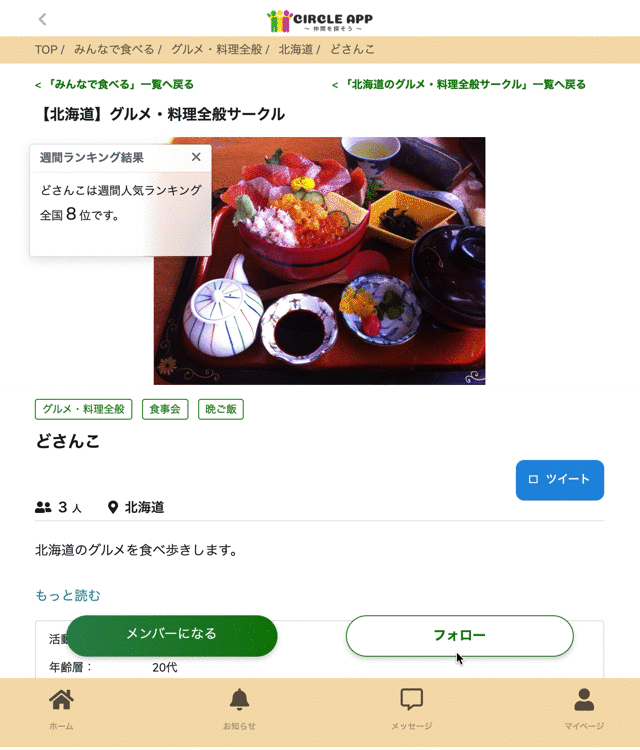 CIRCLE APP
～ 仲間を探そう ～
TOP / みんなで食べる / グルメ・料理全般 / 北海道 / どさんこ
< 「みんなで食べる」一覧へ戻る
< 「北海道のグルメ・料理全般サークル」一覧へ戻る
【北海道】グルメ・料理全般サークル
週間ランキング結果 ×
どさんこは週間人気ランキング
全国 8 位です。
グルメ・料理全般 食事会 晩ご飯
どさんこ
ツイート
3 人 北海道
北海道のグルメを食べ歩きします。
もっと読む
メンバーになる
フォロー
年齢層： 20代
ホーム お知らせ メッセージ マイページ